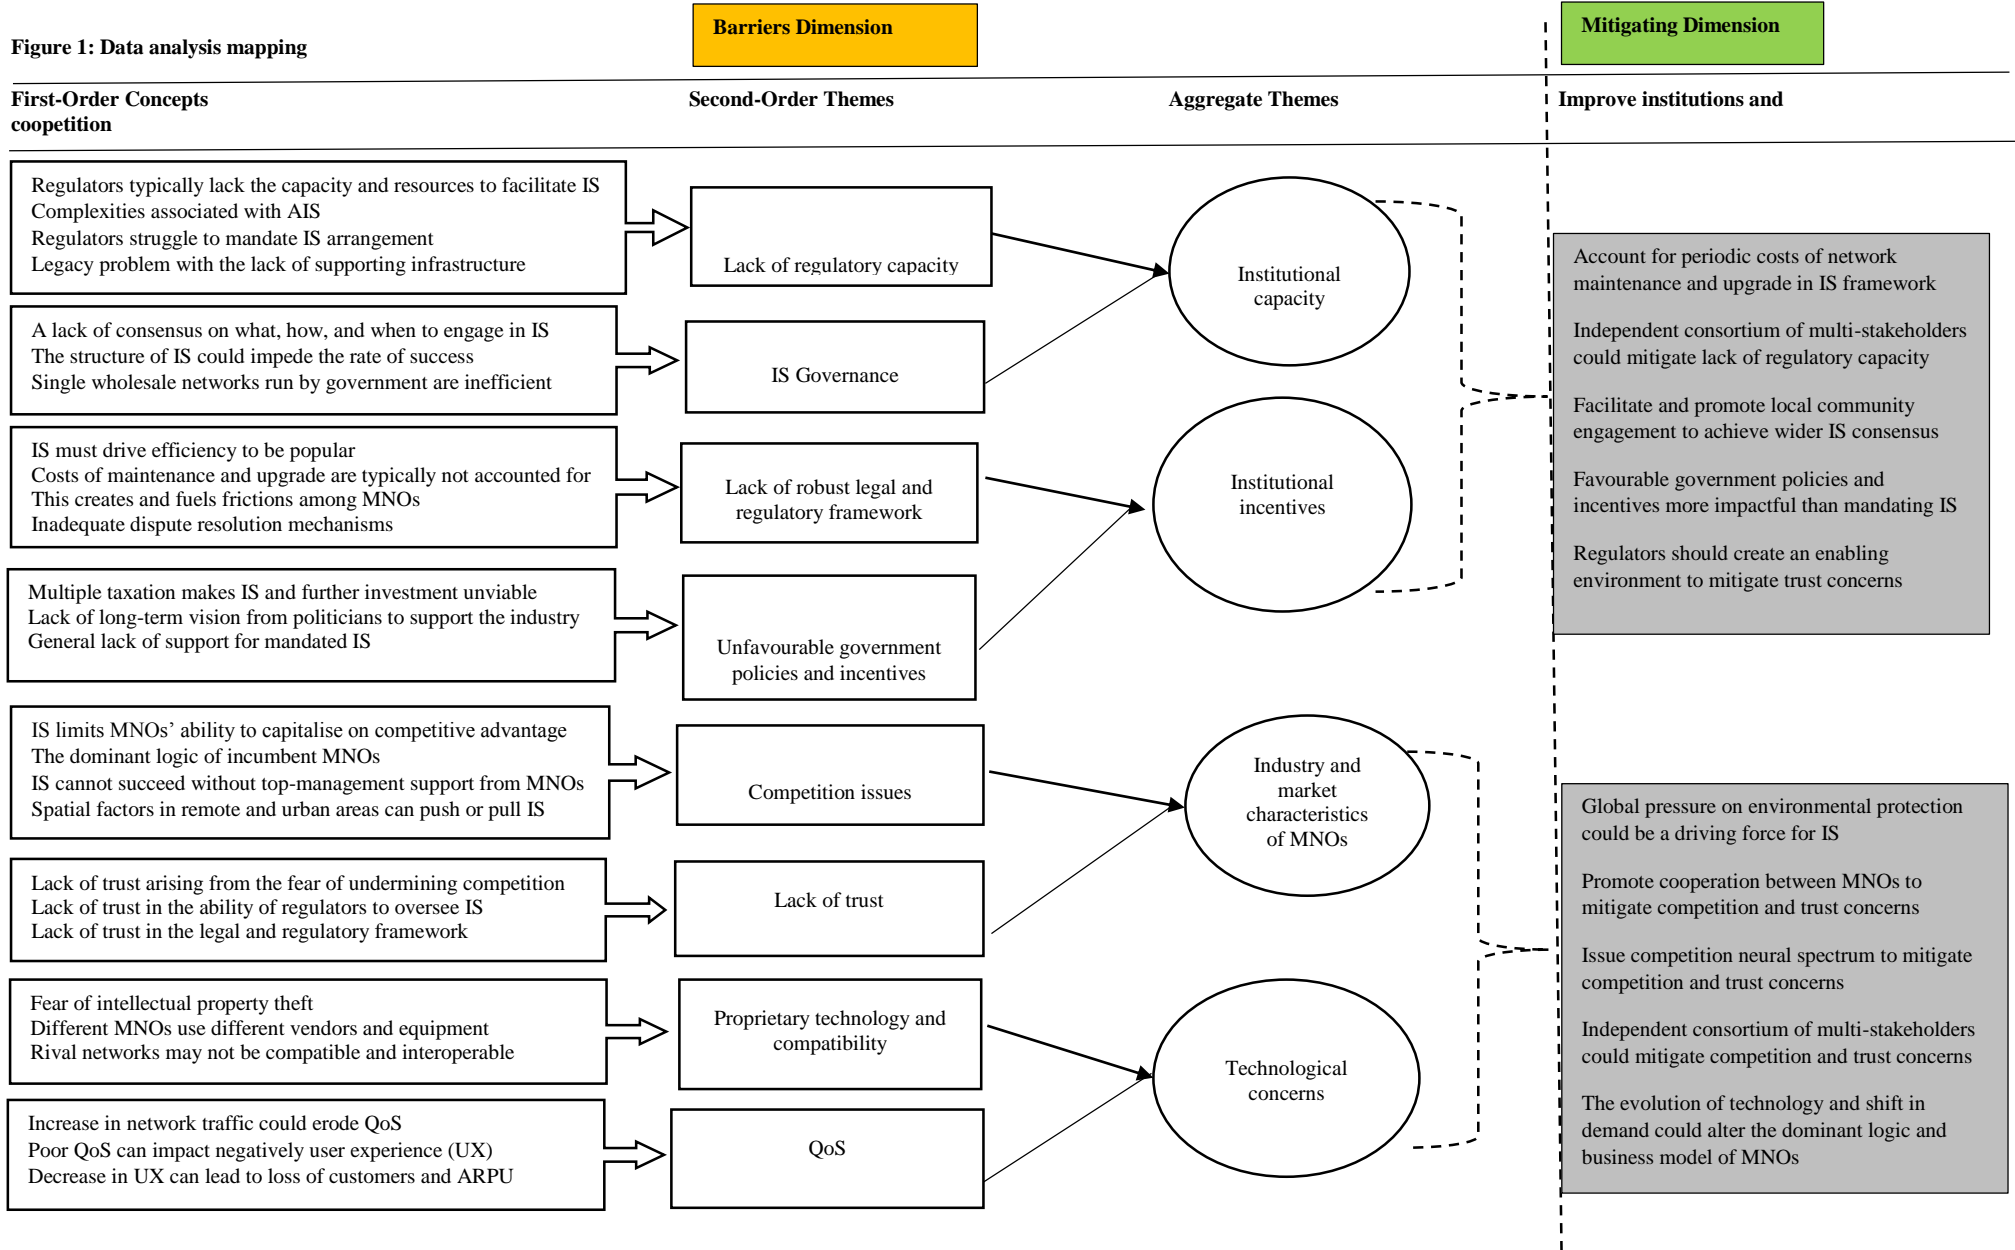 Barriers Dimension
Mitigating Dimension
Figure 1: Data analysis mapping
First-Order Concepts
coopetition
Second-Order Themes
Aggregate Themes
Improve institutions and
Regulators typically lack the capacity and resources to facilitate IS
Complexities associated with AIS
Regulators struggle to mandate IS arrangement
Legacy problem with the lack of supporting infrastructure
Lack of regulatory capacity
A lack of consensus on what, how, and when to engage in IS
The structure of IS could impede the rate of success
Single wholesale networks run by government are inefficient
IS Governance
Institutional
capacity
IS must drive efficiency to be popular
Costs of maintenance and upgrade are typically not accounted for
This creates and fuels frictions among MNOs
Inadequate dispute resolution mechanisms
Lack of robust legal and
regulatory framework
Multiple taxation makes IS and further investment unviable
Lack of long-term vision from politicians to support the industry
General lack of support for mandated IS
Unfavourable government
policies and incentives
Institutional
incentives
Account for periodic costs of network
maintenance and upgrade in IS framework
Independent consortium of multi-stakeholders
could mitigate lack of regulatory capacity
Facilitate and promote local community
engagement to achieve wider IS consensus
Favourable government policies and
incentives more impactful than mandating IS
Regulators should create an enabling
environment to mitigate trust concerns
IS limits MNOs’ ability to capitalise on competitive advantage
The dominant logic of incumbent MNOs
IS cannot succeed without top-management support from MNOs
Spatial factors in remote and urban areas can push or pull IS
Competition issues
Lack of trust arising from the fear of undermining competition
Lack of trust in the ability of regulators to oversee IS
Lack of trust in the legal and regulatory framework
Lack of trust
Industry and
market
characteristics
of MNOs
Fear of intellectual property theft
Different MNOs use different vendors and equipment
Rival networks may not be compatible and interoperable
Proprietary technology and
compatibility
Increase in network traffic could erode QoS
Poor QoS can impact negatively user experience (UX)
Decrease in UX can lead to loss of customers and ARPU
QoS
Technological
concerns
Global pressure on environmental protection
could be a driving force for IS
Promote cooperation between MNOs to
mitigate competition and trust concerns
Issue competition neural spectrum to mitigate
competition and trust concerns
Independent consortium of multi-stakeholders
could mitigate competition and trust concerns
The evolution of technology and shift in
demand could alter the dominant logic and
business model of MNOs